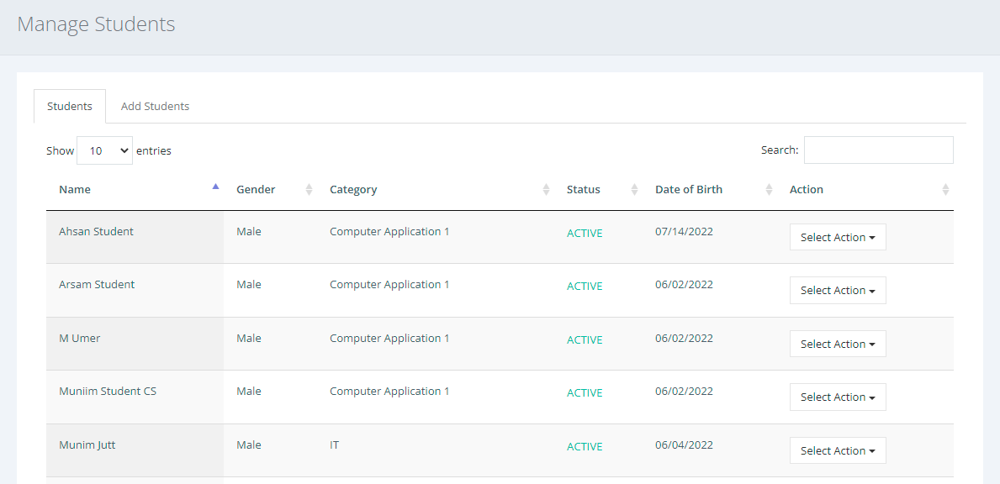 Manage Students
Students Add Students
Show 10 entries Search:
Name Gender Category Status Date of Birth Action
Ahsan Student Male Computer Application 1 ACTIVE 07/14/2022 Select Action
Arsam Student Male Computer Application 1 ACTIVE 06/02/2022 Select Action
M Umer Male Computer Application 1 ACTIVE 06/02/2022 Select Action
Muniim Student CS Male Computer Application 1 ACTIVE 06/02/2022 Select Action
Munim Jutt Male IT ACTIVE 06/04/2022 Select Action